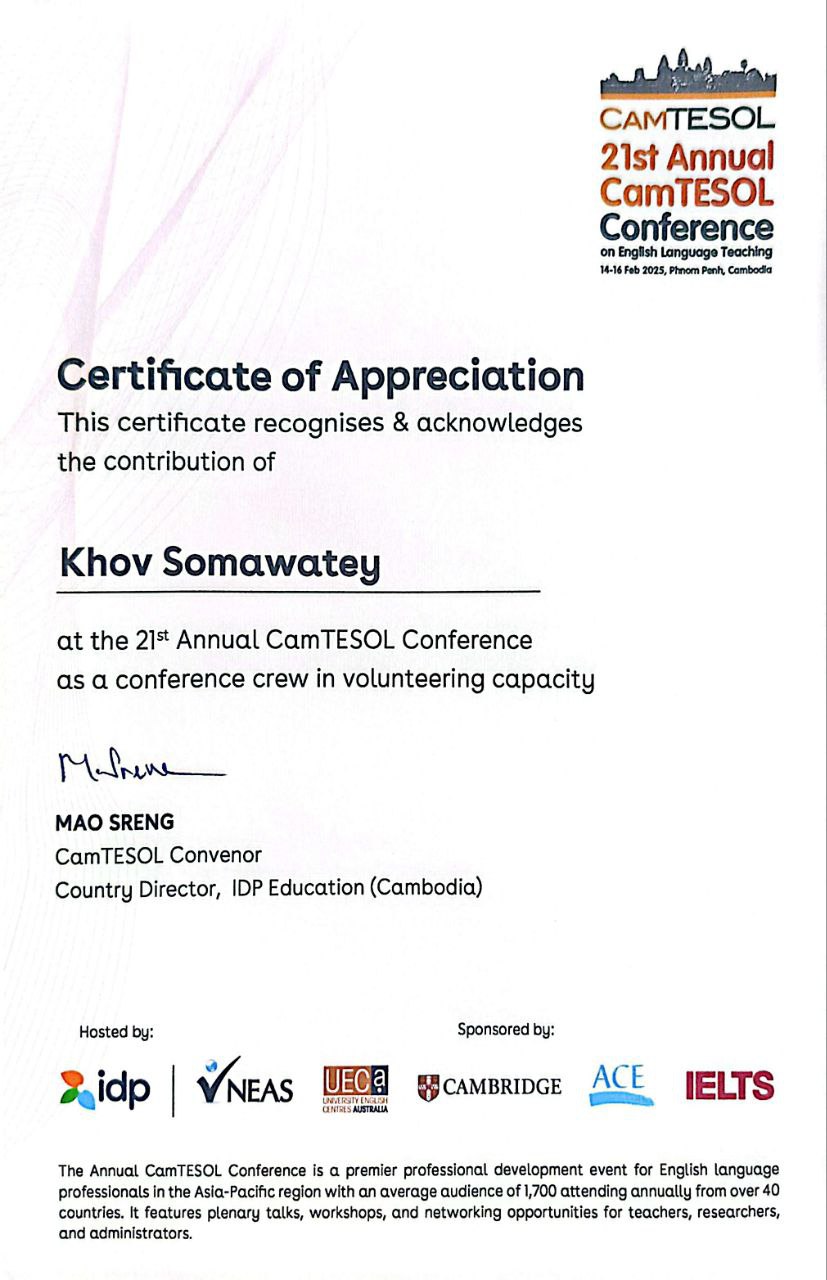 CAMTESOL
21st Annual
CamTESOL
Conference
on English Language Teaching
14-16 Feb 2025, Phnom Penh, Cambodia
Certificate of Appreciation
This certificate recognises & acknowledges
the contribution of
Khov Somawatey
at the 21st Annual CamTESOL Conference
as a conference crew in volunteering capacity
M. Sreng
MAO SRENG
CamTESOL Convenor
Country Director, IDP Education (Cambodia)
Hosted by:
Sponsored by:
idp
NEAS
UECa
UNIVERSITY ENGLISH
CENTRES AUSTRALIA
CAMBRIDGE
ACE
IELTS
The Annual CamTESOL Conference is a premier professional development event for English language
professionals in the Asia-Pacific region with an average audience of 1,700 attending annually from over 40
countries. It features plenary talks, workshops, and networking opportunities for teachers, researchers,
and administrators.